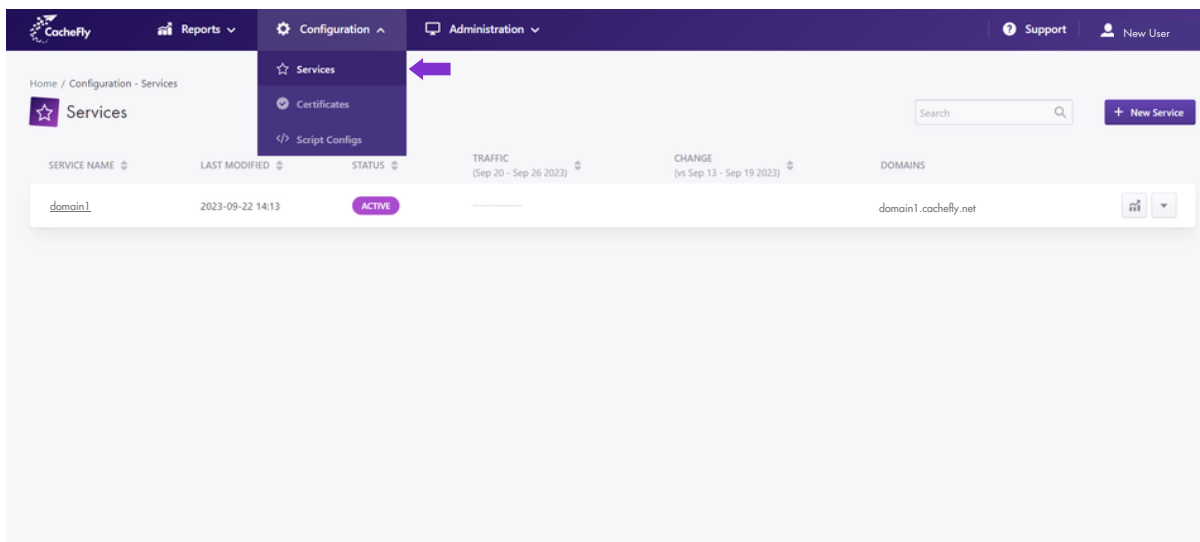 CacheFly Reports Configuration Administration Support New User
Services
Home / Configuration - Services
Certificates
Services
Search
+ New Service
</> Script Configs
SERVICE NAME LAST MODIFIED STATUS TRAFFIC CHANGE DOMAINS
(Sep 20 - Sep 26 2023) (vs Sep 13 - Sep 19 2023)
domain1 2023-09-22 14:13 ACTIVE domain1.cachefly.net